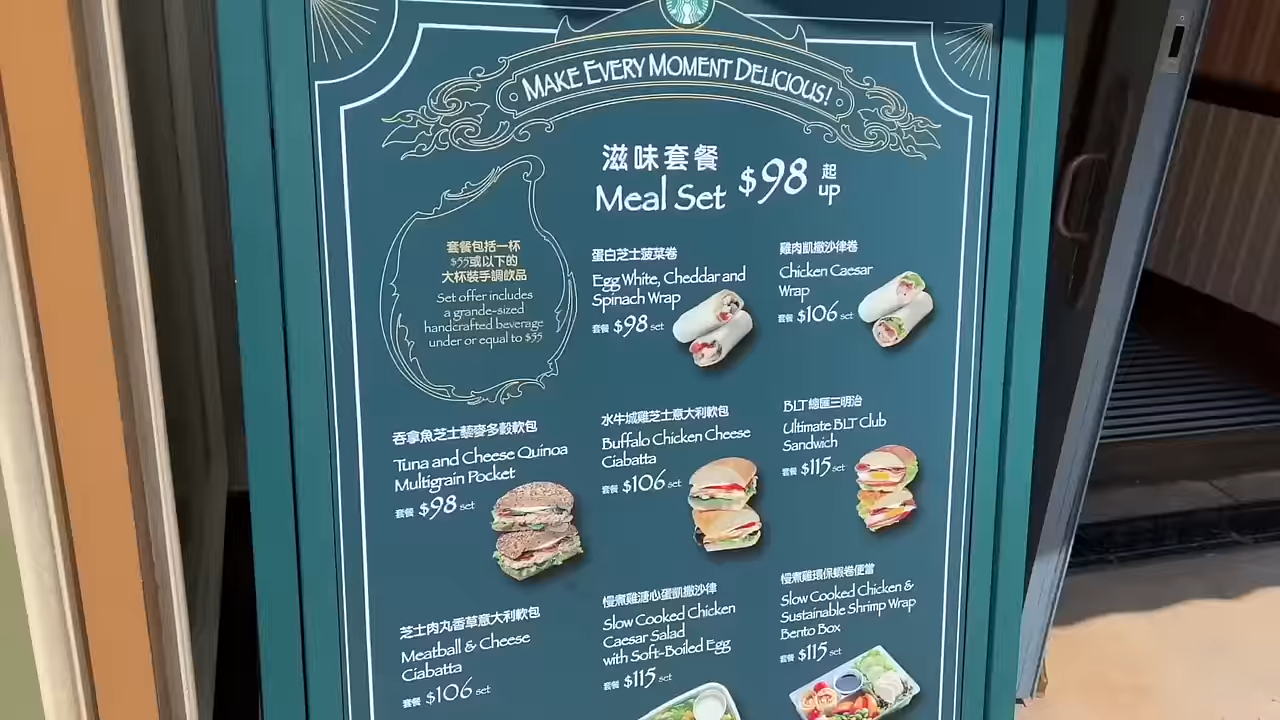 MAKE EVERY MOMENT DELICIOUS!
滋味套餐
Meal Set
$98 起
up
套餐包括一杯
$55或以下的
大杯裝手調飲品
Set offer includes
a grande-sized
handcrafted beverage
under or equal to $55
蛋白芝士菠菜卷
Egg White, Cheddar and
Spinach Wrap
套餐 $98 set
雞肉凱撒沙律卷
Chicken Caesar
Wrap
套餐 $106 set
吞拿魚芝士藜麥多穀軟包
Tuna and Cheese Quinoa
Multigrain Pocket
套餐 $98 set
水牛城雞芝士意大利軟包
Buffalo Chicken Cheese
Ciabatta
套餐 $106 set
BLT總匯三明治
Ultimate BLT Club
Sandwich
套餐 $115 set
芝士肉丸香草意大利軟包
Meatball & Cheese
Ciabatta
套餐 $106 set
慢煮雞溏心蛋凱撒沙律
Slow Cooked Chicken
Caesar Salad
with Soft-Boiled Egg
套餐 $115 set
慢煮雞環保蝦卷便當
Slow Cooked Chicken &
Sustainable Shrimp Wrap
Bento Box
套餐 $115 set